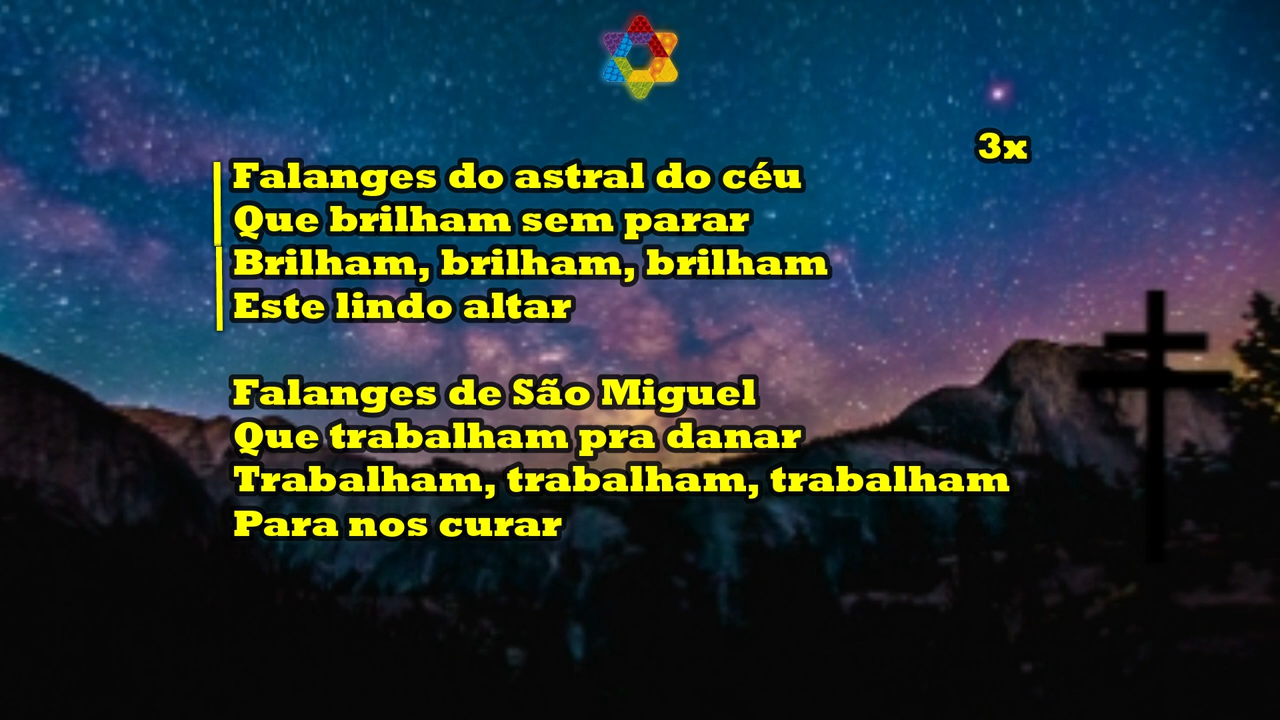 3x
Falanges do astral do céu
Que brilham sem parar
Brilham, brilham, brilham
Este lindo altar
Falanges de São Miguel
Que trabalham pra danar
Trabalham, trabalham, trabalham
Para nos curar